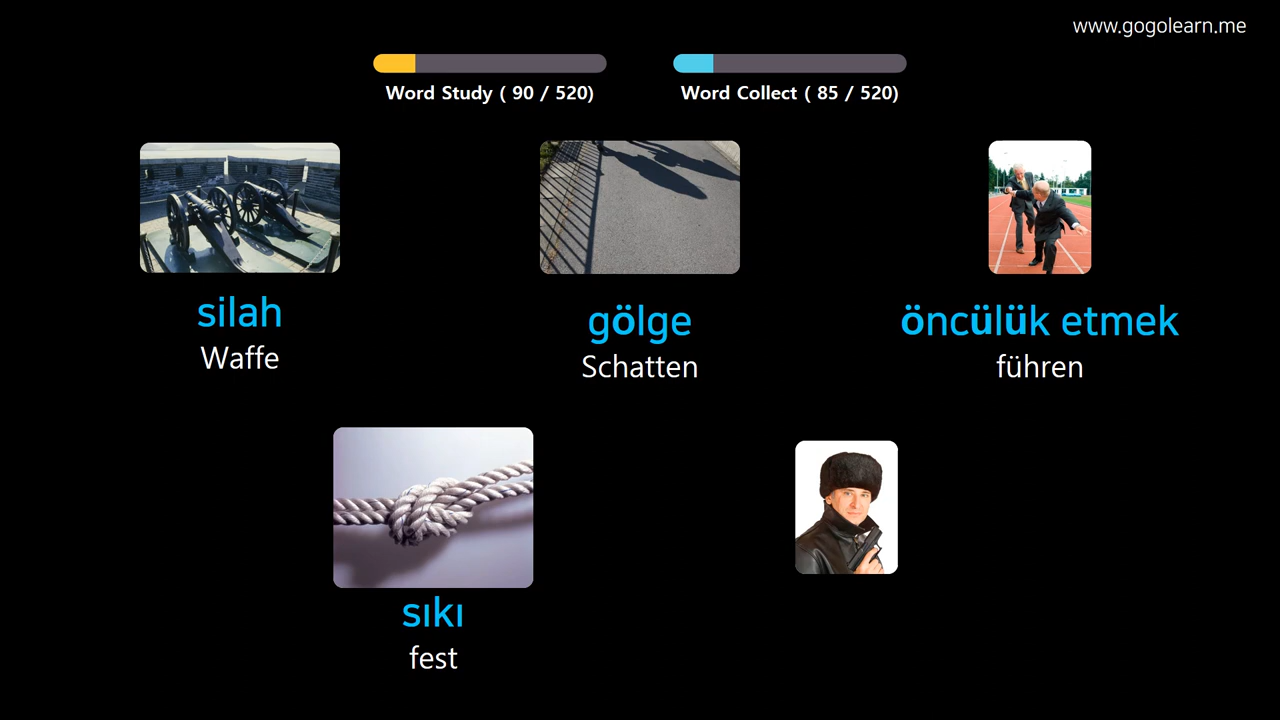 www.gogolearn.me
Word Study ( 90 / 520)
Word Collect ( 85 / 520)
silah
Waffe
gölge
Schatten
öncülük etmek
führen
sıkı
fest